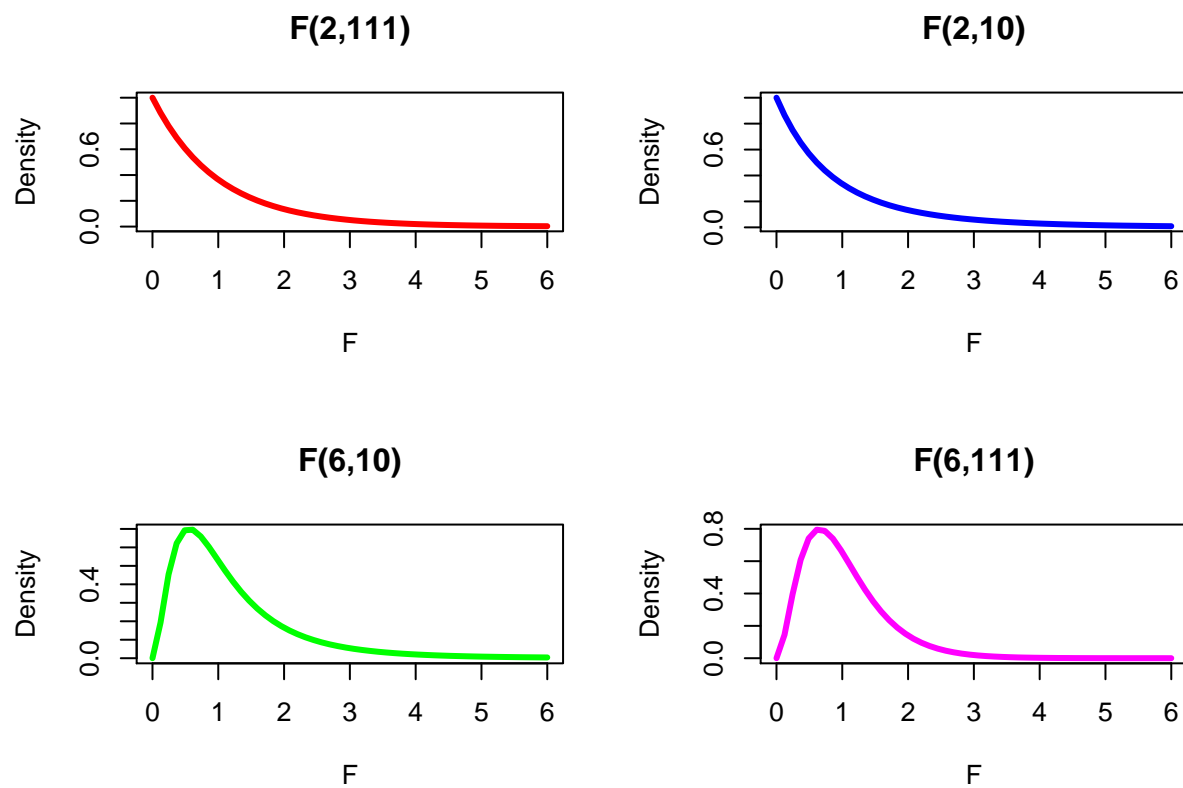 F(2,111)
Density
0.0 0.6
0 1 2 3 4 5 6
F
F(2,10)
Density
0.0 0.6
0 1 2 3 4 5 6
F
F(6,10)
Density
0.0 0.4
0 1 2 3 4 5 6
F
F(6,111)
Density
0.0 0.4 0.8
0 1 2 3 4 5 6
F